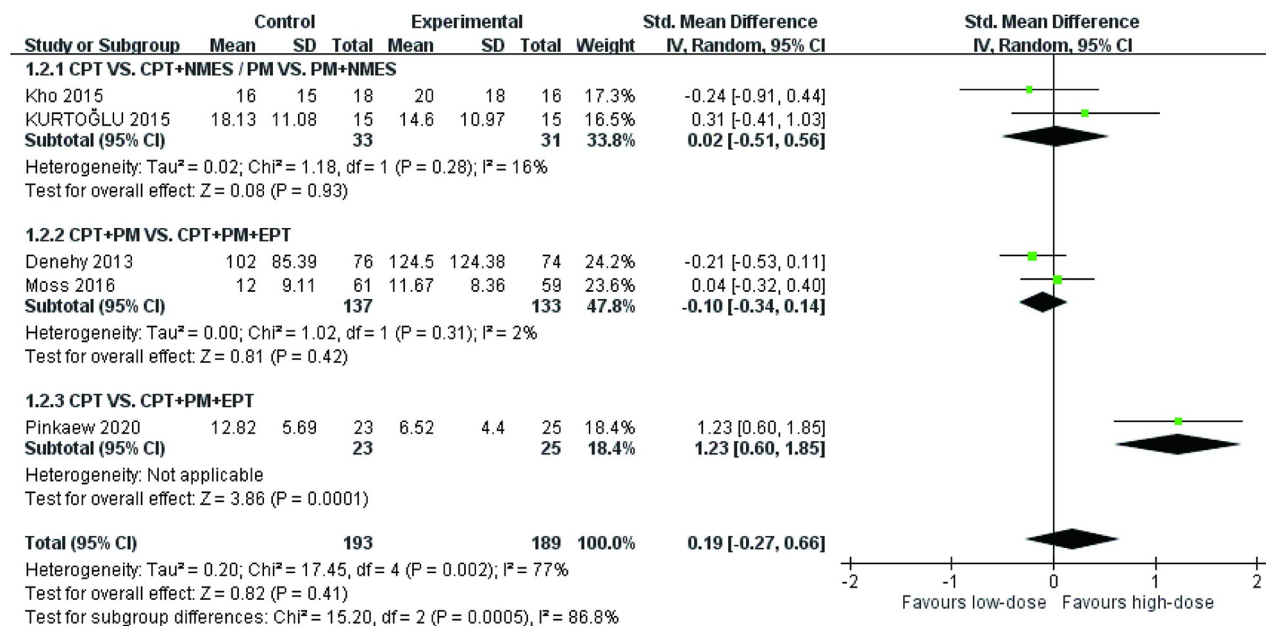 Control Experimental Std. Mean Difference Std. Mean Difference
Study or Subgroup Mean SD Total Mean SD Total Weight IV, Random, 95% CI IV, Random, 95% CI
1.2.1 CPT VS. CPT+NMES / PM VS. PM+NMES
Kho 2015 16 15 18 20 18 16 17.3% -0.24 [-0.91, 0.44]
KURTOĞLU 2015 18.13 11.08 15 14.6 10.97 15 16.5% 0.31 [-0.41, 1.03]
Subtotal (95% CI) 33 31 33.8% 0.02 [-0.51, 0.56]
Heterogeneity: Tau² = 0.02; Chi² = 1.18, df = 1 (P = 0.28); I² = 16%
Test for overall effect: Z = 0.08 (P = 0.93)
1.2.2 CPT+PM VS. CPT+PM+EPT
Denehy 2013 102 85.39 76 124.5 124.38 74 24.2% -0.21 [-0.53, 0.11]
Moss 2016 12 9.11 61 11.67 8.36 59 23.6% 0.04 [-0.32, 0.40]
Subtotal (95% CI) 137 133 47.8% -0.10 [-0.34, 0.14]
Heterogeneity: Tau² = 0.00; Chi² = 1.02, df = 1 (P = 0.31); I² = 2%
Test for overall effect: Z = 0.81 (P = 0.42)
1.2.3 CPT VS. CPT+PM+EPT
Pinkaew 2020 12.82 5.69 23 6.52 4.4 25 18.4% 1.23 [0.60, 1.85]
Subtotal (95% CI) 23 25 18.4% 1.23 [0.60, 1.85]
Heterogeneity: Not applicable
Test for overall effect: Z = 3.86 (P = 0.0001)
Total (95% CI) 193 189 100.0% 0.19 [-0.27, 0.66]
Heterogeneity: Tau² = 0.20; Chi² = 17.45, df = 4 (P = 0.002); I² = 77%
Test for overall effect: Z = 0.82 (P = 0.41)
Test for subgroup differences: Chi² = 15.20, df = 2 (P = 0.0005), I² = 86.8%
-2 -1 0 1 2
Favours low-dose Favours high-dose